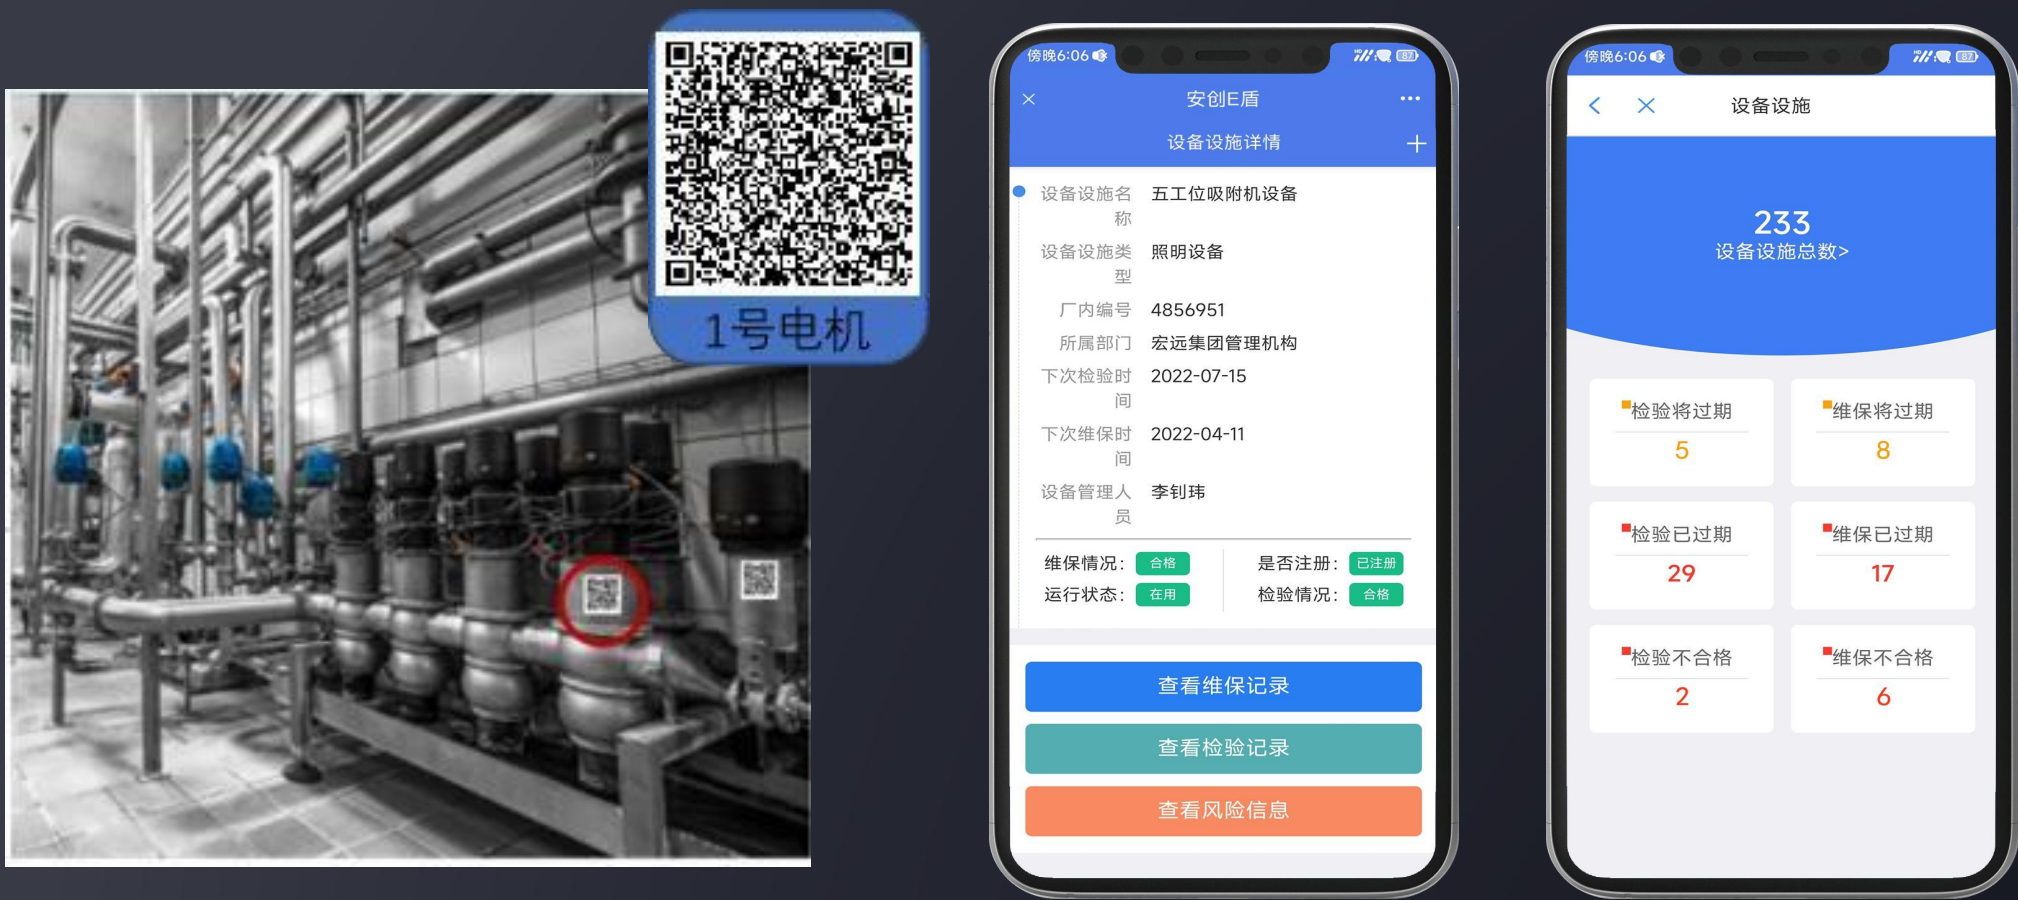 1号电机
傍晚6:06
87
安创E盾
设备设施详情
设备设施名称 五工位吸附机设备
设备设施类型 照明设备
厂内编号 4856951
所属部门 宏远集团管理机构
下次检验时间 2022-07-15
下次维保时间 2022-04-11
设备管理人员 李钊玮
维保情况: 合格 是否注册: 已注册
运行状态: 在用 检验情况: 合格
查看维保记录
查看检验记录
查看风险信息
傍晚6:06
87
设备设施
233
设备设施总数>
检验将过期 维保将过期
5 8
检验已过期 维保已过期
29 17
检验不合格 维保不合格
2 6